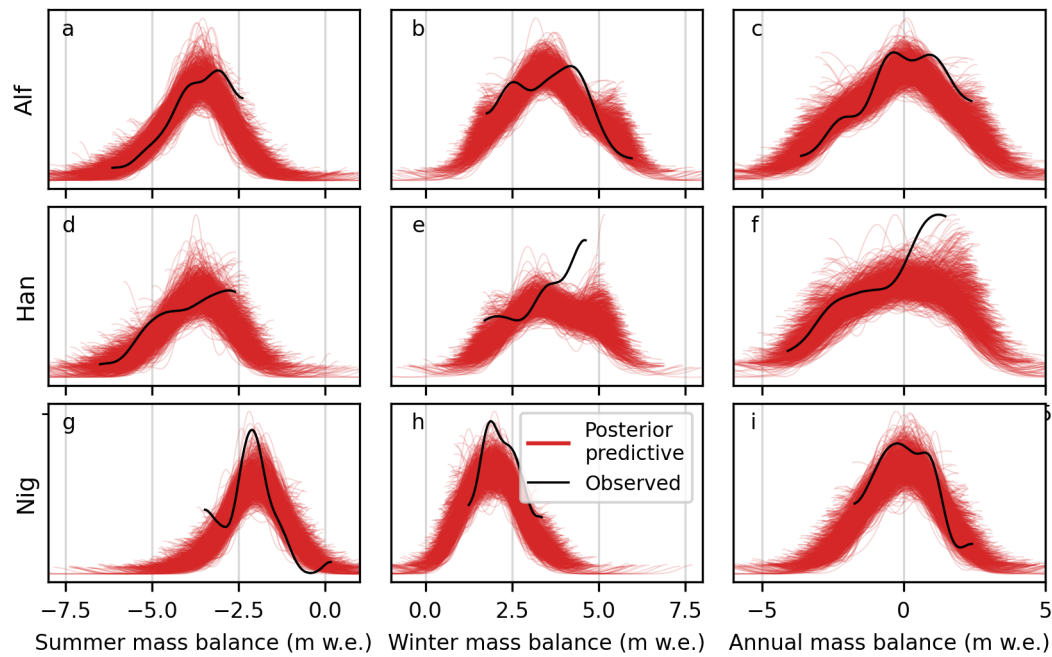 a
b
c
Alf
d
e
f
Han
g
h
i
Posterior
predictive
Observed
Nig
−7.5 −5.0 −2.5 0.0
0.0 2.5 5.0 7.5
−5 0 5
Summer mass balance (m w.e.)
Winter mass balance (m w.e.)
Annual mass balance (m w.e.)